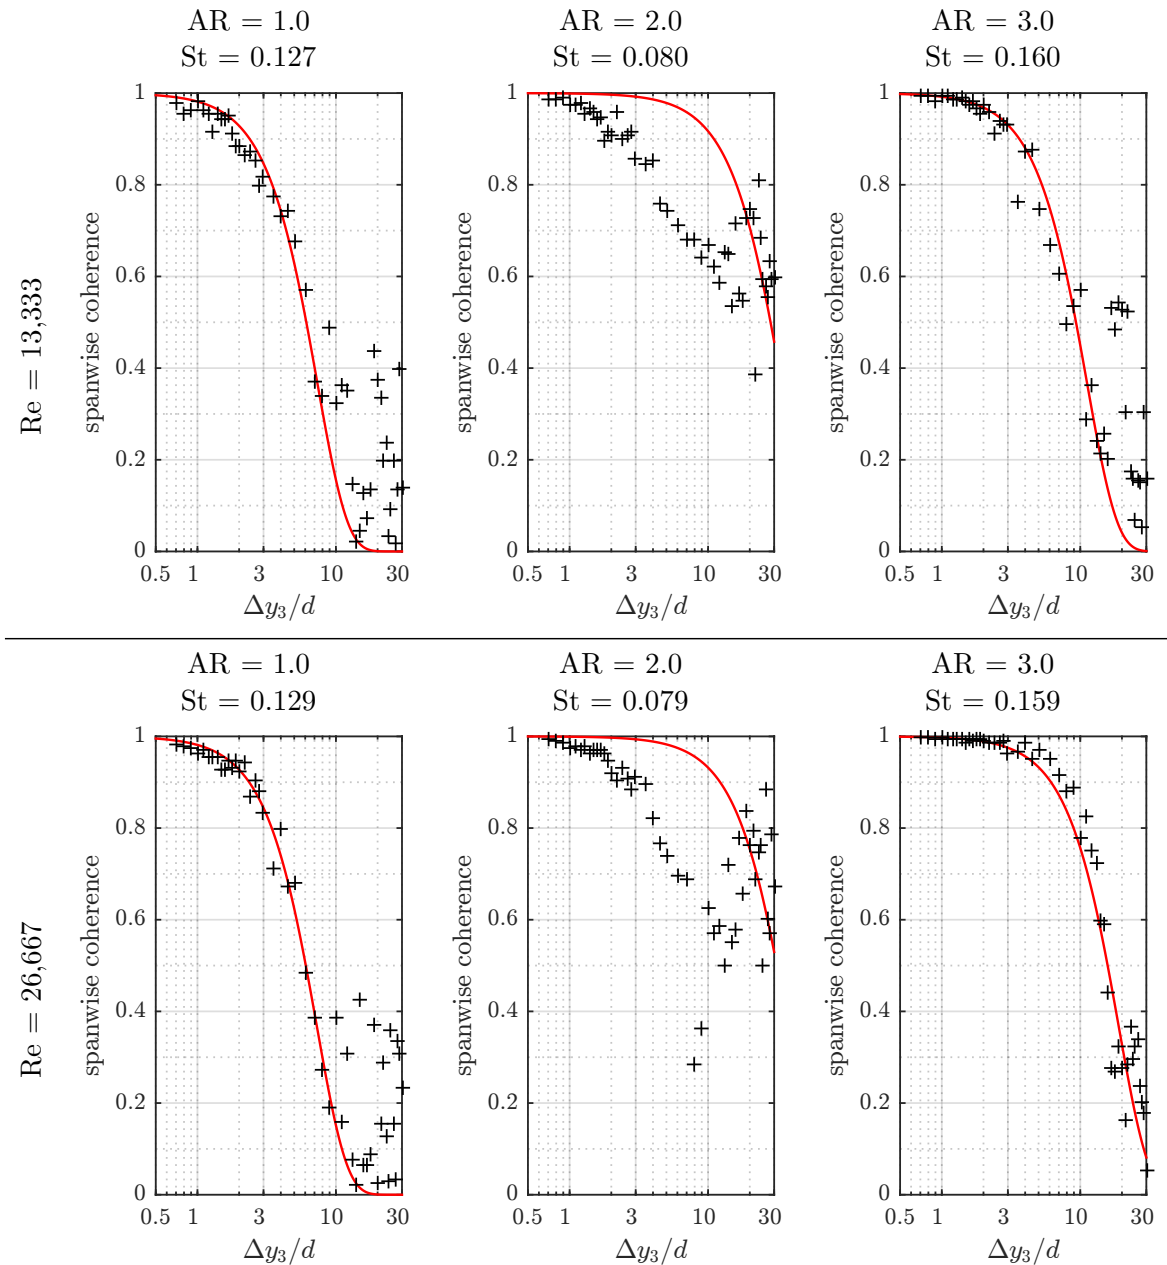 AR = 1.0
St = 0.127
AR = 2.0
St = 0.080
AR = 3.0
St = 0.160
Re = 13,333
spanwise coherence
1
0.8
0.6
0.4
0.2
0
0.5 1 3 10 30
Δy₃/d
spanwise coherence
1
0.8
0.6
0.4
0.2
0
0.5 1 3 10 30
Δy₃/d
spanwise coherence
1
0.8
0.6
0.4
0.2
0
0.5 1 3 10 30
Δy₃/d
AR = 1.0
St = 0.129
AR = 2.0
St = 0.079
AR = 3.0
St = 0.159
Re = 26,667
spanwise coherence
1
0.8
0.6
0.4
0.2
0
0.5 1 3 10 30
Δy₃/d
spanwise coherence
1
0.8
0.6
0.4
0.2
0
0.5 1 3 10 30
Δy₃/d
spanwise coherence
1
0.8
0.6
0.4
0.2
0
0.5 1 3 10 30
Δy₃/d